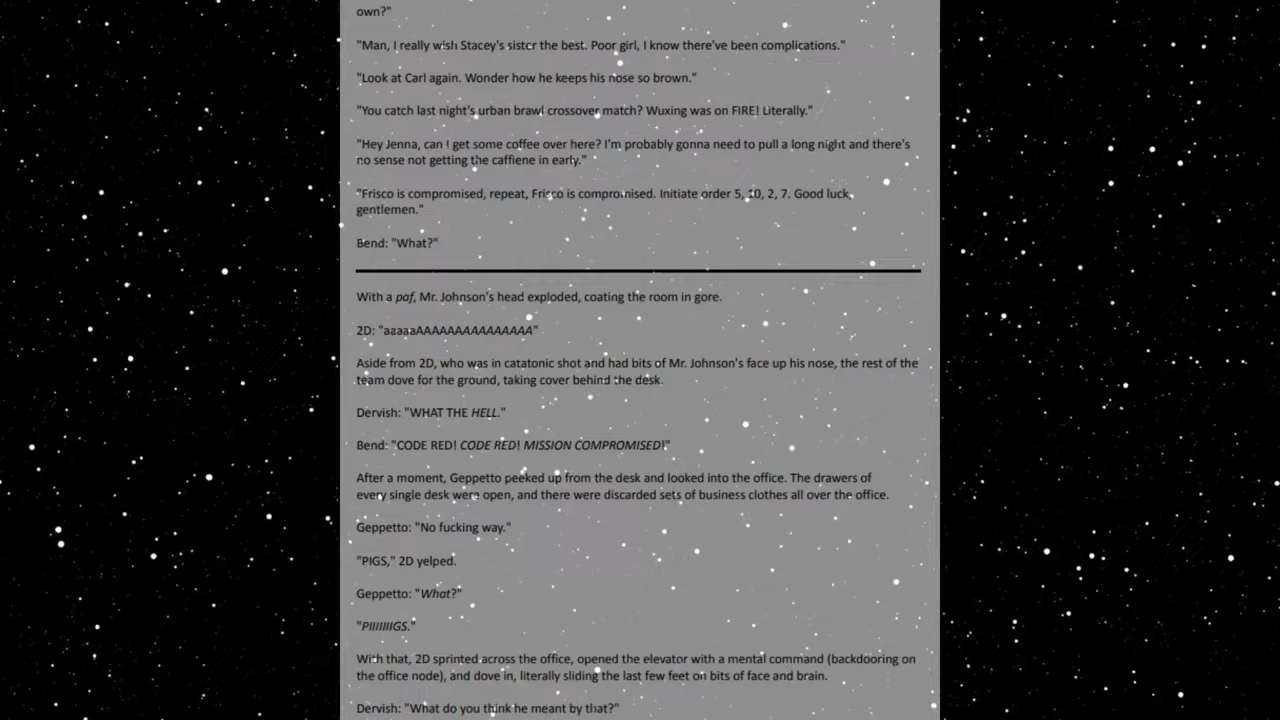 own?"
"Man, I really wish Stacey's sister the best. Poor girl, I know there've been complications."
"Look at Carl again. Wonder how he keeps his nose so brown."
"You catch last night's urban brawl crossover match? Wuxing was on FIRE! Literally."
"Hey Jenna, can I get some coffee over here? I'm probably gonna need to pull a long night and there's
no sense not getting the caffiene in early."
"Frisco is compromised, repeat, Frisco is compromised. Initiate order 5, 10, 2, 7. Good luck,
gentlemen."
Bend: "What?"
With a paf, Mr. Johnson's head exploded, coating the room in gore.
2D: "aaaaaAAAAAAAAAAAAAAAA"
Aside from 2D, who was in catatonic shot and had bits of Mr. Johnson's face up his nose, the rest of the
team dove for the ground, taking cover behind the desk.
Dervish: "WHAT THE HELL."
Bend: "CODE RED! CODE RED! MISSION COMPROMISED!"
After a moment, Geppetto peeked up from the desk and looked into the office. The drawers of
every single desk were open, and there were discarded sets of business clothes all over the office.
Geppetto: "No fucking way."
"PIGS," 2D yelped.
Geppetto: "What?"
"PIIIIIIIGS."
With that, 2D sprinted across the office, opened the elevator with a mental command (backdooring on
the office node), and dove in, literally sliding the last few feet on bits of face and brain.
Dervish: "What do you think he meant by that?"